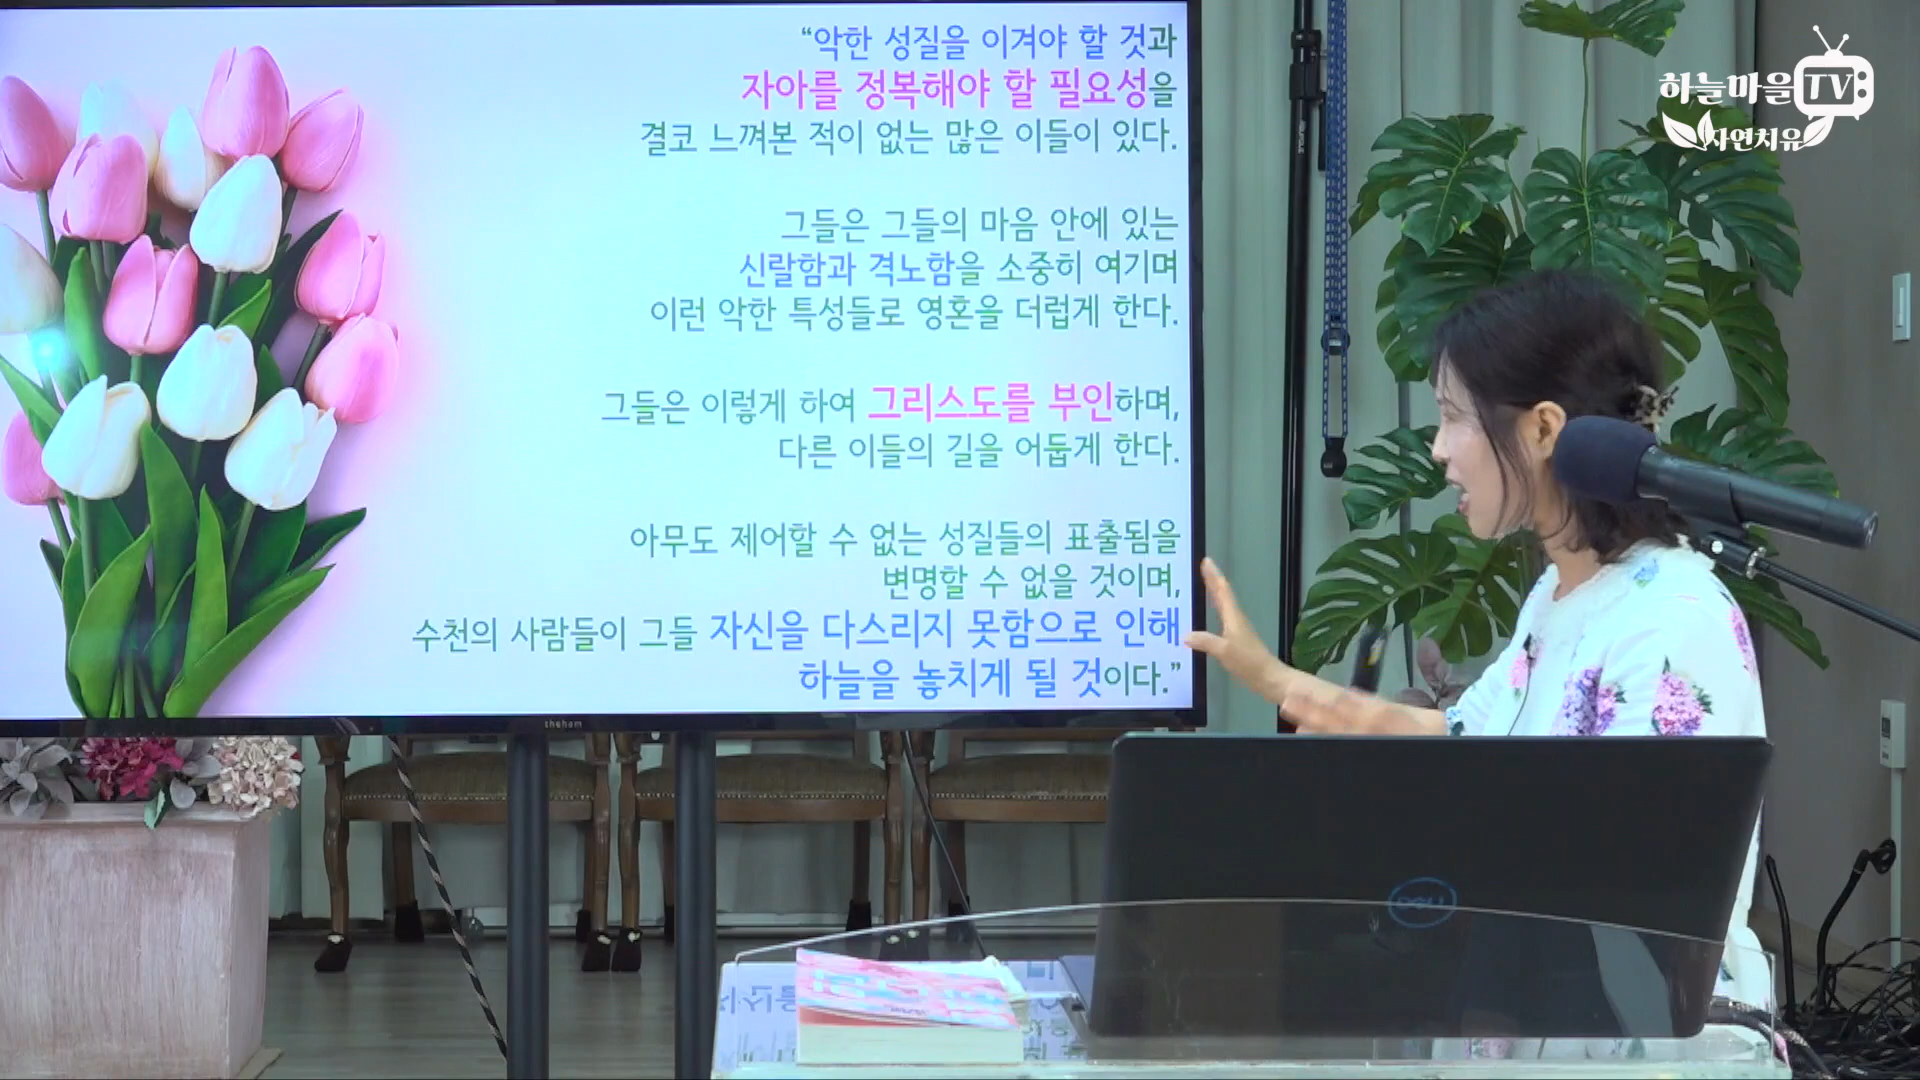 “악한 성질을 이겨야 할 것과
자아를 정복해야 할 필요성을
결코 느껴본 적이 없는 많은 이들이 있다.
그들은 그들의 마음 안에 있는
신랄함과 격노함을 소중히 여기며
이런 악한 특성들로 영혼을 더럽게 한다.
그들은 이렇게 하여 그리스도를 부인하며,
다른 이들의 길을 어둡게 한다.
아무도 제어할 수 없는 성질들의 표출됨을
변명할 수 없을 것이며,
수천의 사람들이 그들 자신을 다스리지 못함으로 인해
하늘을 놓치게 될 것이다.”
하늘마을TV
자연치유
theham
DELL